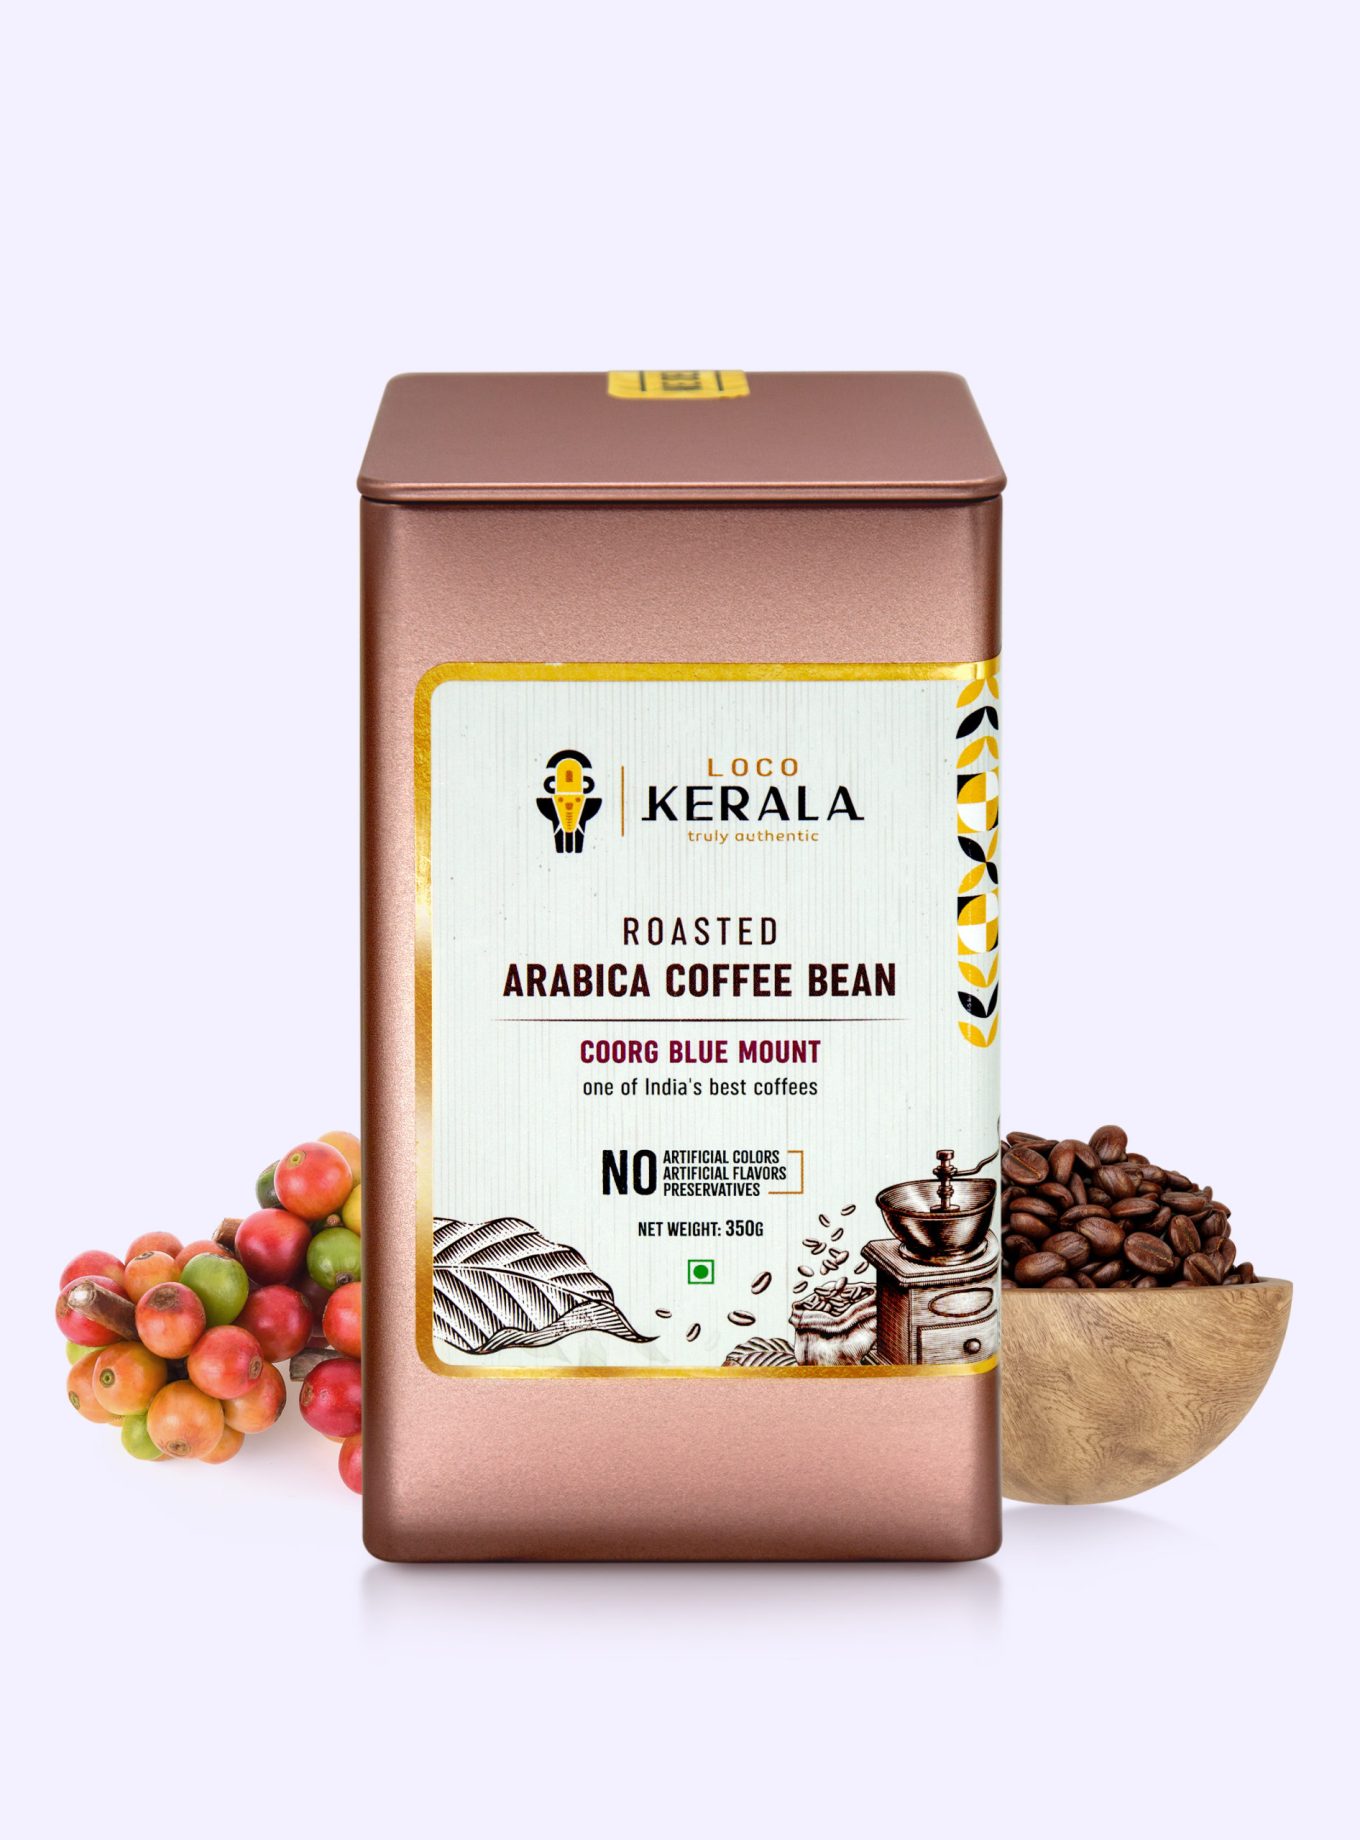 LOCO
KERALA
truly authentic
ROASTED
ARABICA COFFEE BEAN
COORG BLUE MOUNT
one of India's best coffees
NO ARTIFICIAL COLORS
ARTIFICIAL FLAVORS
PRESERVATIVES
NET WEIGHT: 350G